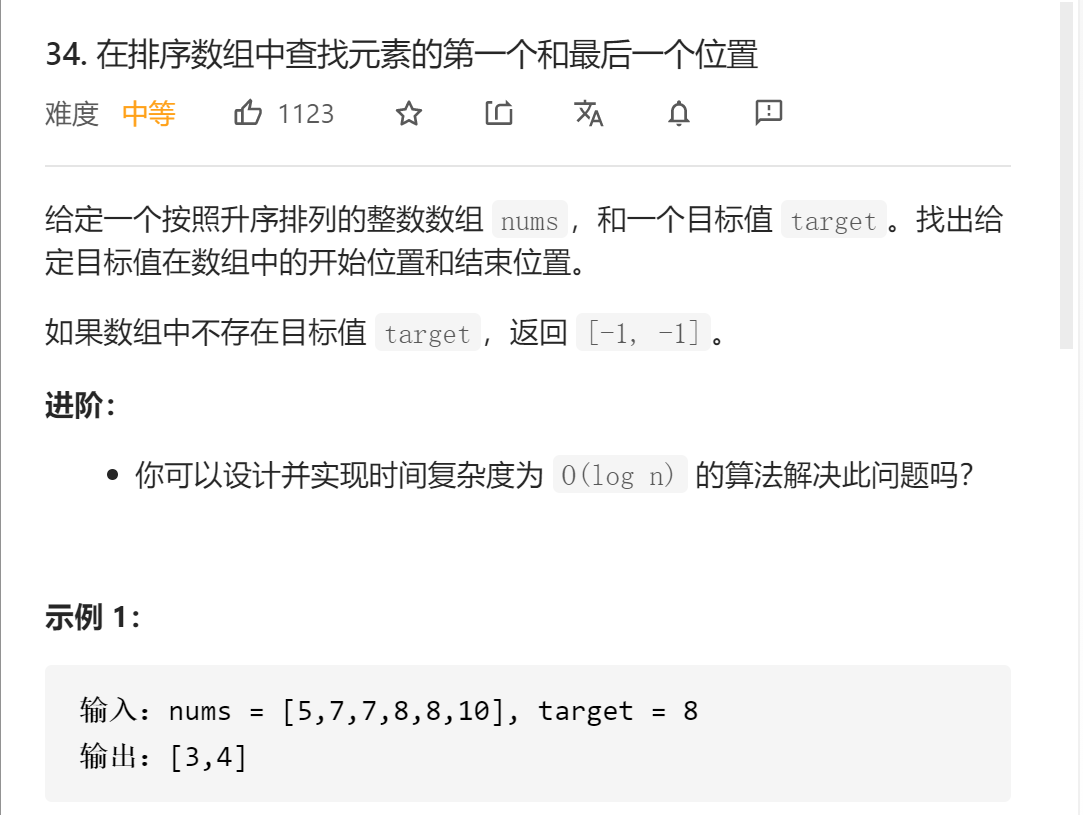 34. 在排序数组中查找元素的第一个和最后一个位置
难度 中等 1123
给定一个按照升序排列的整数数组 nums，和一个目标值 target。找出给
定目标值在数组中的开始位置和结束位置。
如果数组中不存在目标值 target，返回 [-1, -1]。
进阶：
• 你可以设计并实现时间复杂度为 O(log n) 的算法解决此问题吗？
示例 1：
输入：nums = [5,7,7,8,8,10], target = 8
输出：[3,4]